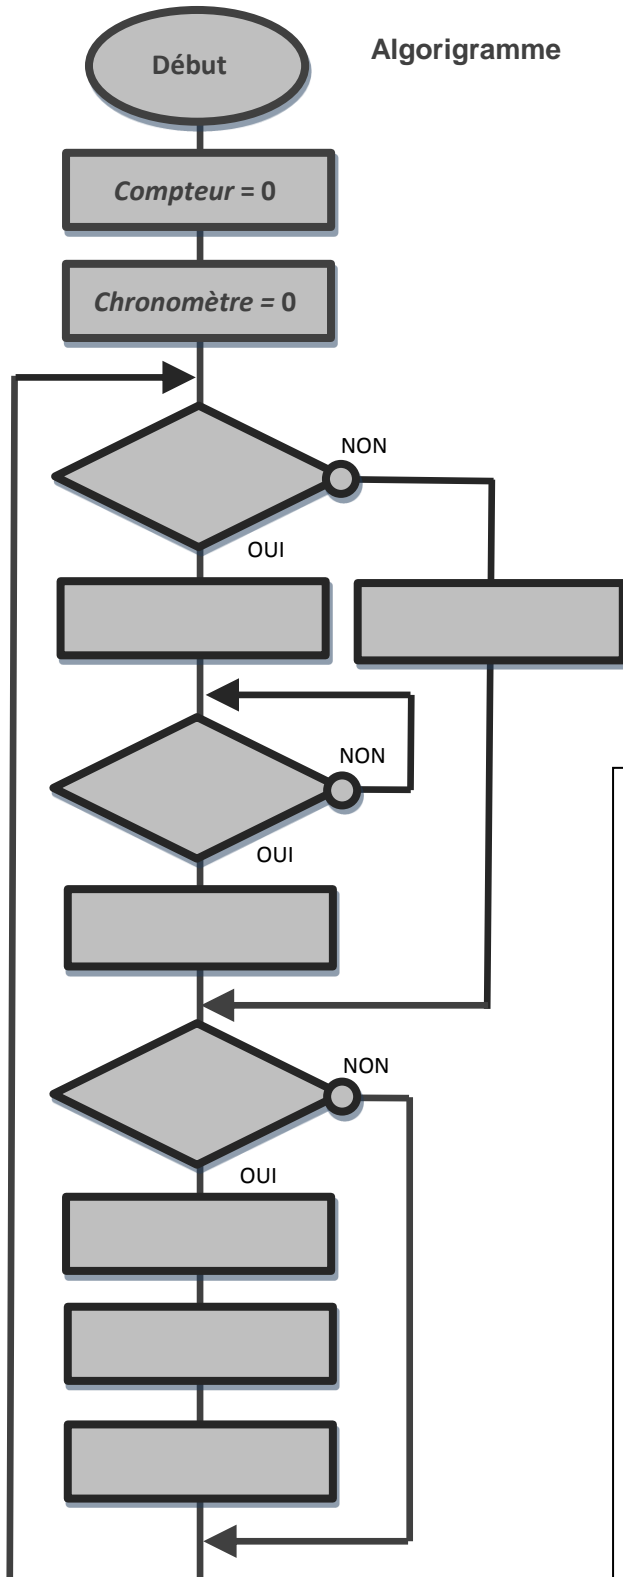 Algorigramme
Début
Compteur = 0
Chronomètre = 0
NON
OUI
NON
OUI
NON
OUI